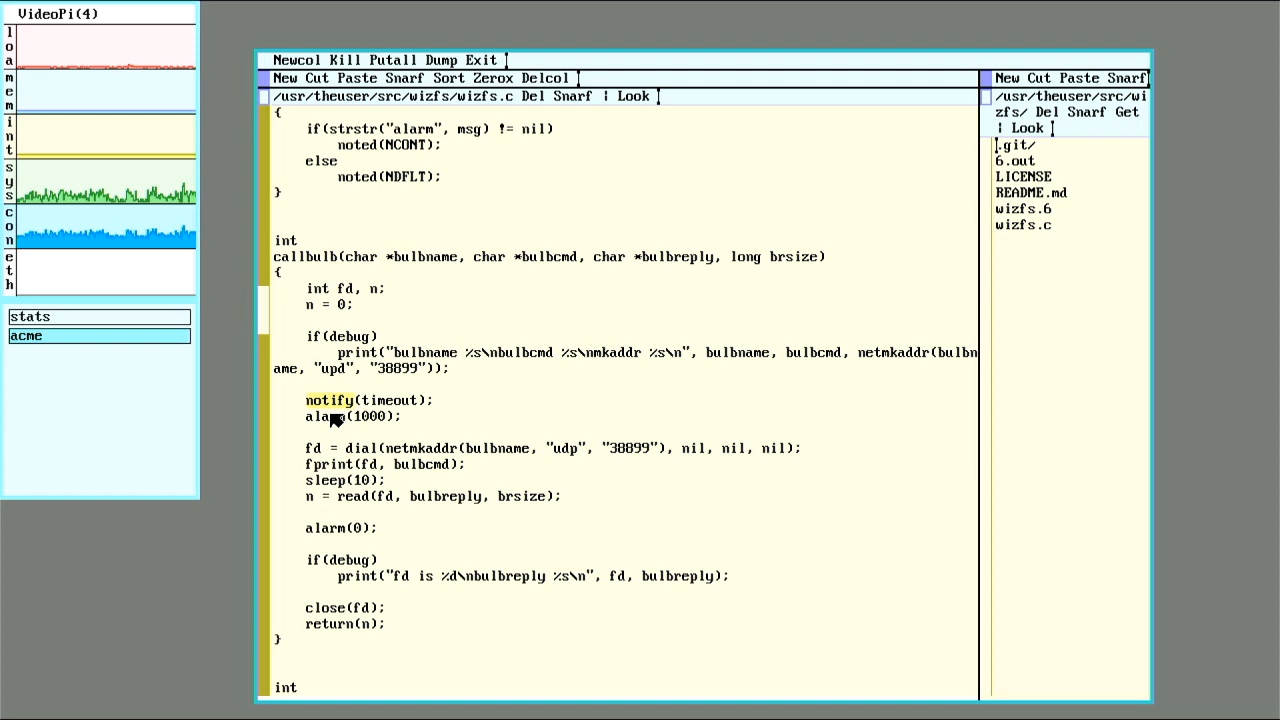 VideoPi(4)
loa
mem
int
sys
con
eth
stats
acme
Newcol Kill Putall Dump Exit
New Cut Paste Snarf Sort Zerox Delcol
/usr/theuser/src/wizfs/wizfs.c Del Snarf | Look
{
    if(strstr("alarm", msg) != nil)
        noted(NCONT);
    else
        noted(NDFLT);
}
int
callbulb(char *bulbname, char *bulbcmd, char *bulbreply, long brsize)
{
    int fd, n;
    n = 0;
    if(debug)
        print("bulbname %s\nbulbcmd %s\nmkaddr %s\n", bulbname, bulbcmd, netmkaddr(bulbn
ame, "upd", "38899"));
    notify(timeout);
    alarm(1000);
    fd = dial(netmkaddr(bulbname, "udp", "38899"), nil, nil, nil);
    fprint(fd, bulbcmd);
    sleep(10);
    n = read(fd, bulbreply, brsize);
    alarm(0);
    if(debug)
        print("fd is %d\nbulbreply %s\n", fd, bulbreply);
    close(fd);
    return(n);
}
int
New Cut Paste Snarf
/usr/theuser/src/wi
zfs/ Del Snarf Get
| Look
.git/
6.out
LICENSE
README.md
wizfs.6
wizfs.c